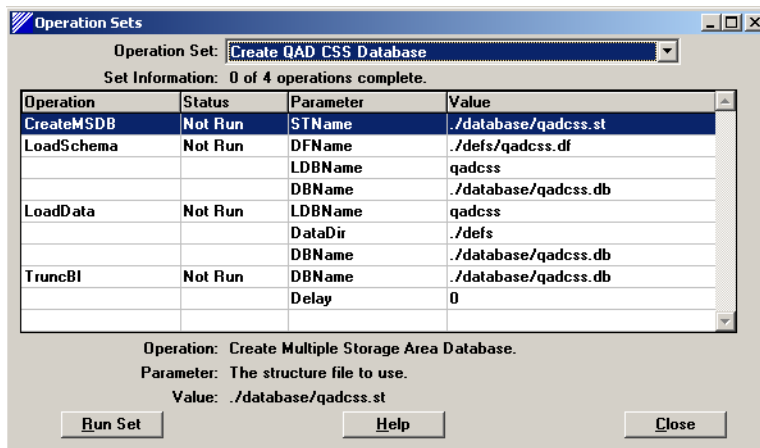 Operation Sets
Operation Set: Create QAD CSS Database
Set Information: 0 of 4 operations complete.
Operation Status Parameter Value
CreateMSDB Not Run STName ./database/qadcss.st
LoadSchema Not Run DFName ./defs/qadcss.df
LDBName qadcss
DBName ./database/qadcss.db
LoadData Not Run LDBName qadcss
DataDir ./defs
DBName ./database/qadcss.db
TruncBI Not Run DBName ./database/qadcss.db
Delay 0
Operation: Create Multiple Storage Area Database.
Parameter: The structure file to use.
Value: ./database/qadcss.st
Run Set Help Close